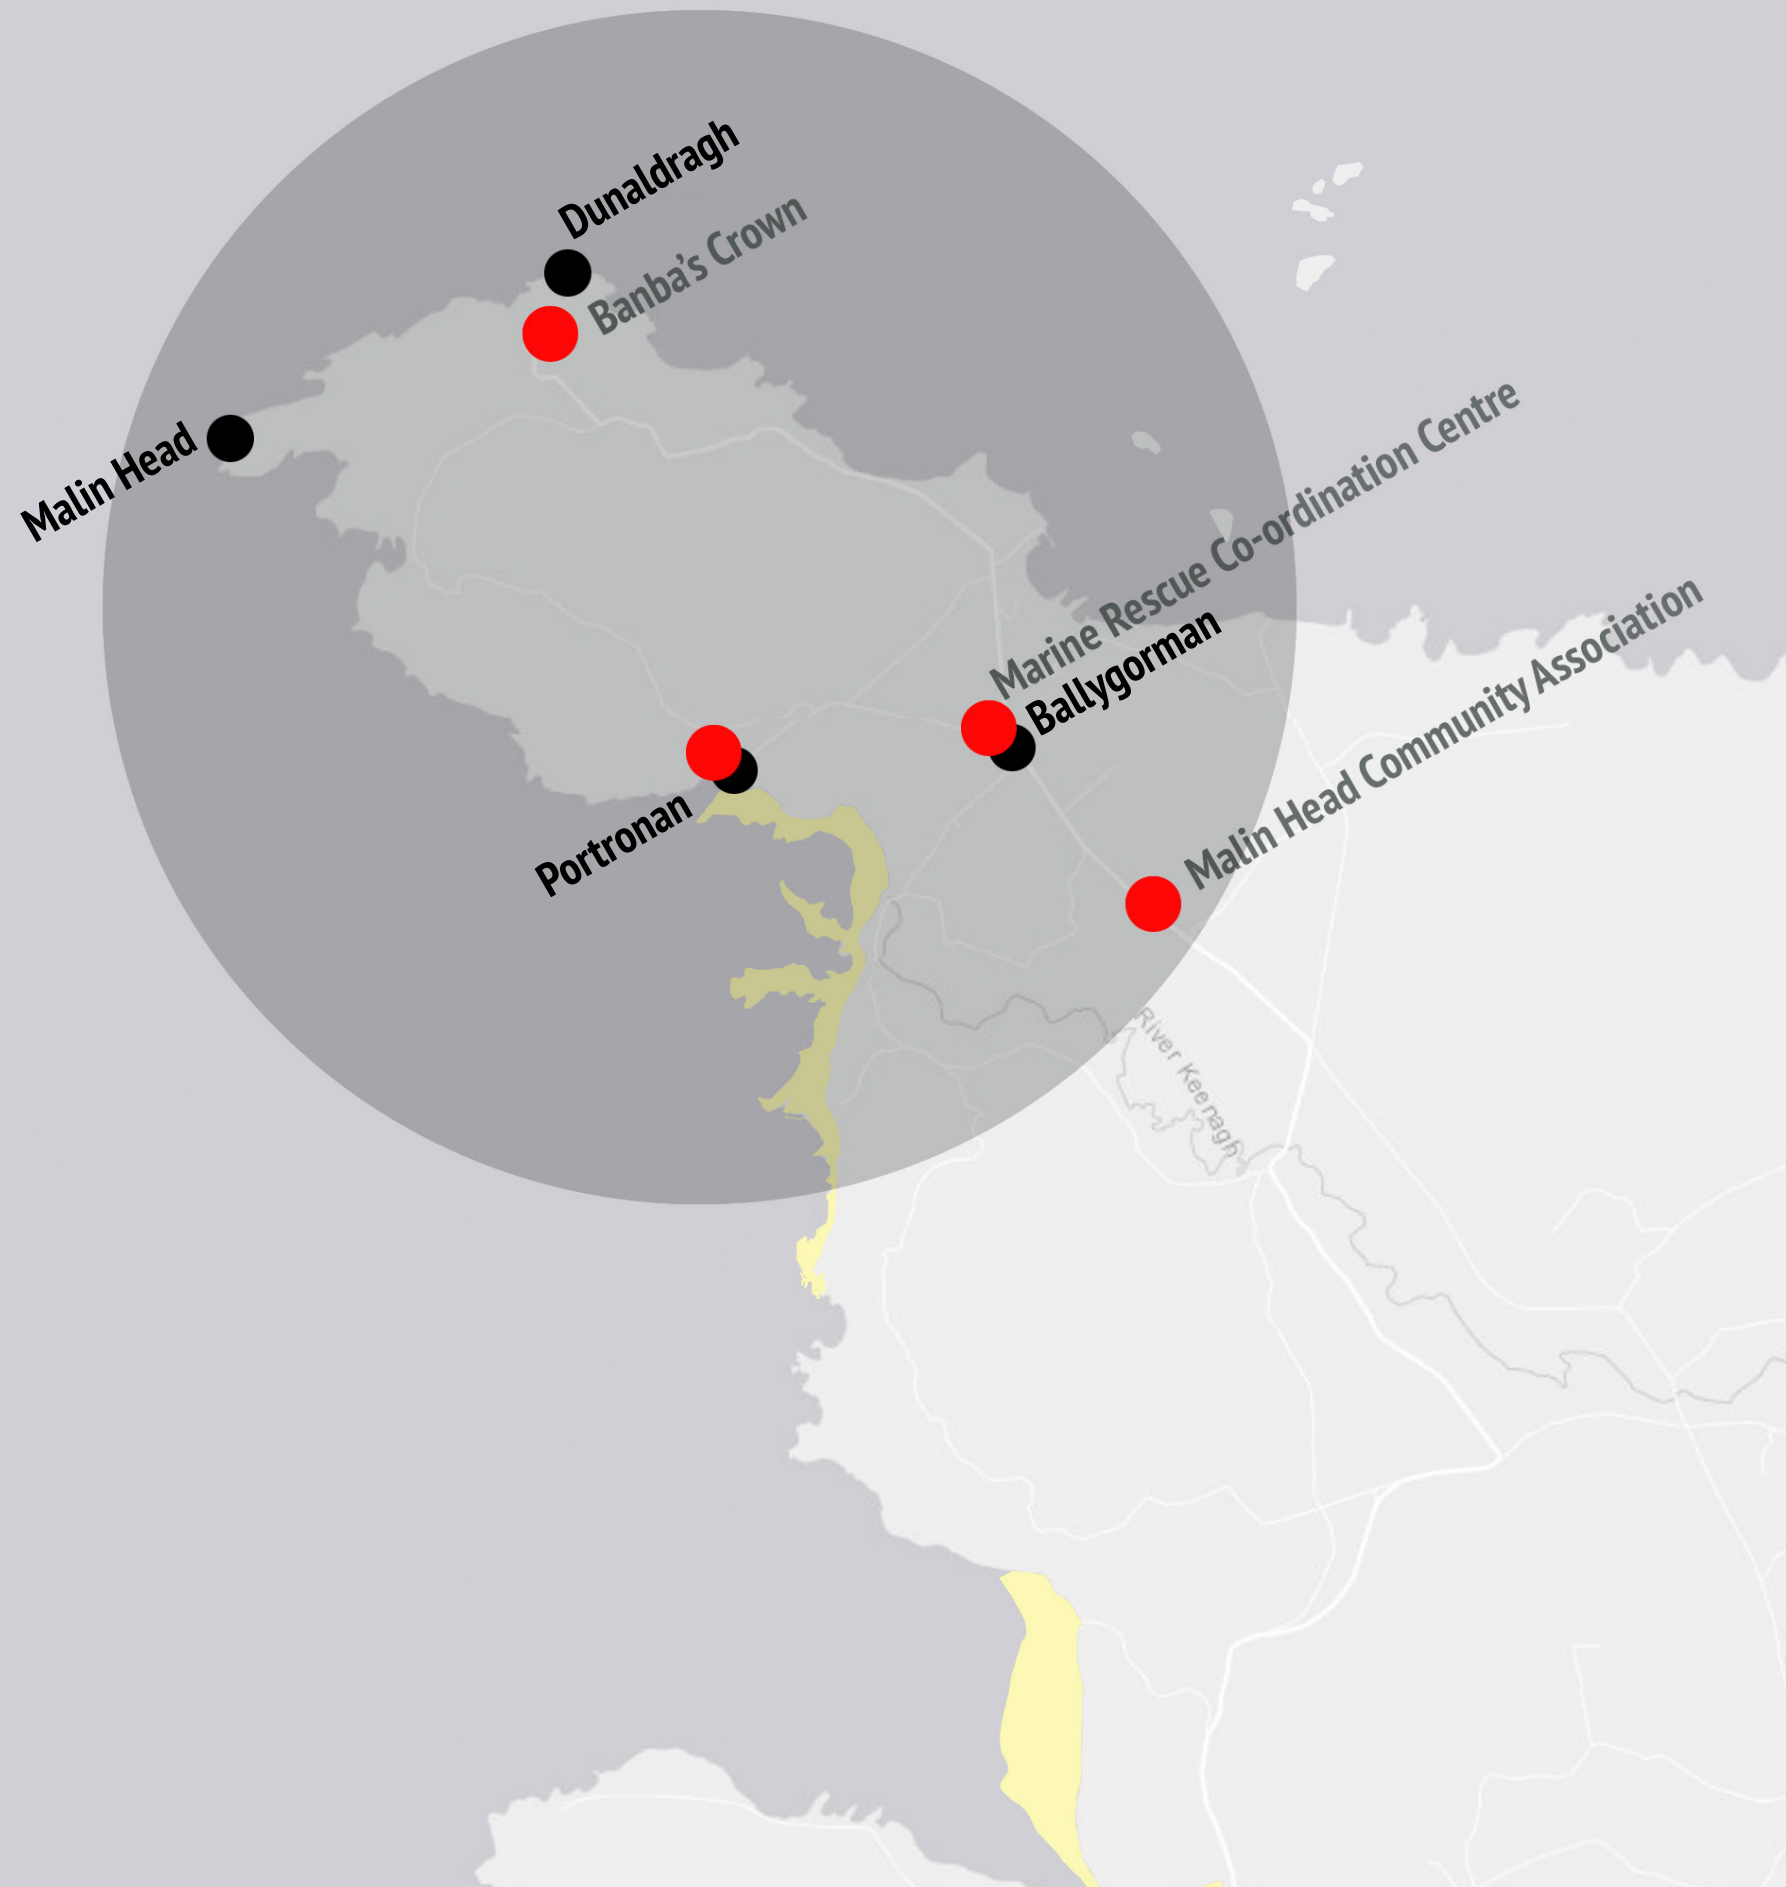 Dunaldragh
Banba's Crown
Malin Head
Marine Rescue Co-ordination Centre
Ballygorman
Malin Head Community Association
Portronan
River Keenagh